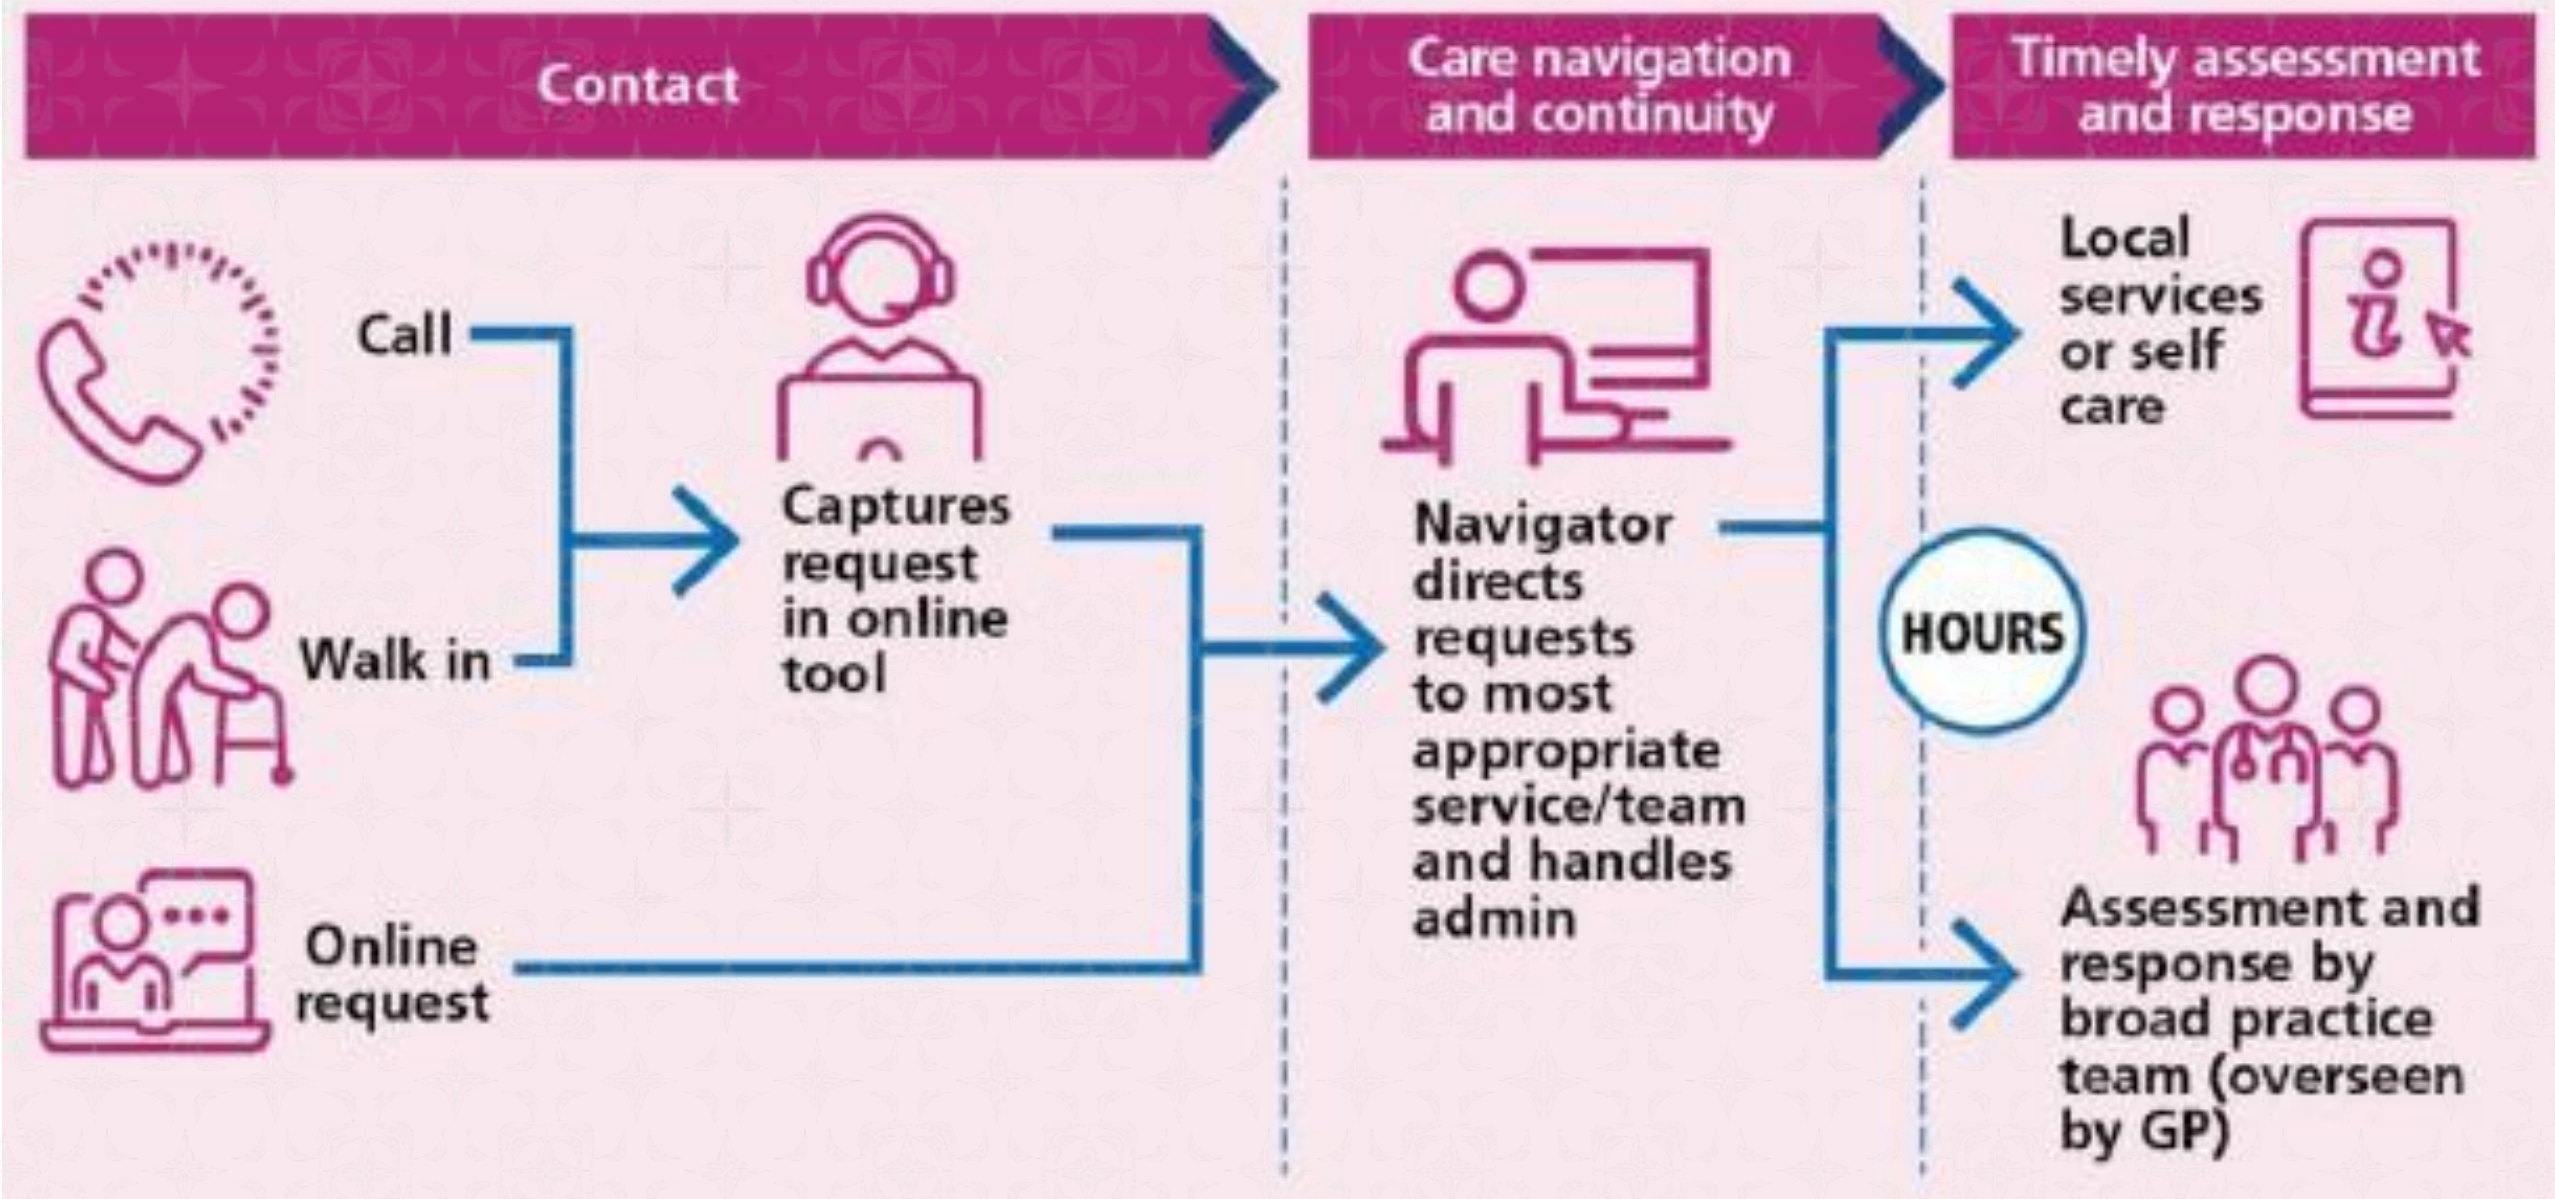 Contact
Care navigation
and continuity
Timely assessment
and response
Call
Walk in
Online
request
Captures
request
in online
tool
Navigator
directs
requests
to most
appropriate
service/team
and handles
admin
Local
services
or self
care
HOURS
Assessment and
response by
broad practice
team (overseen
by GP)